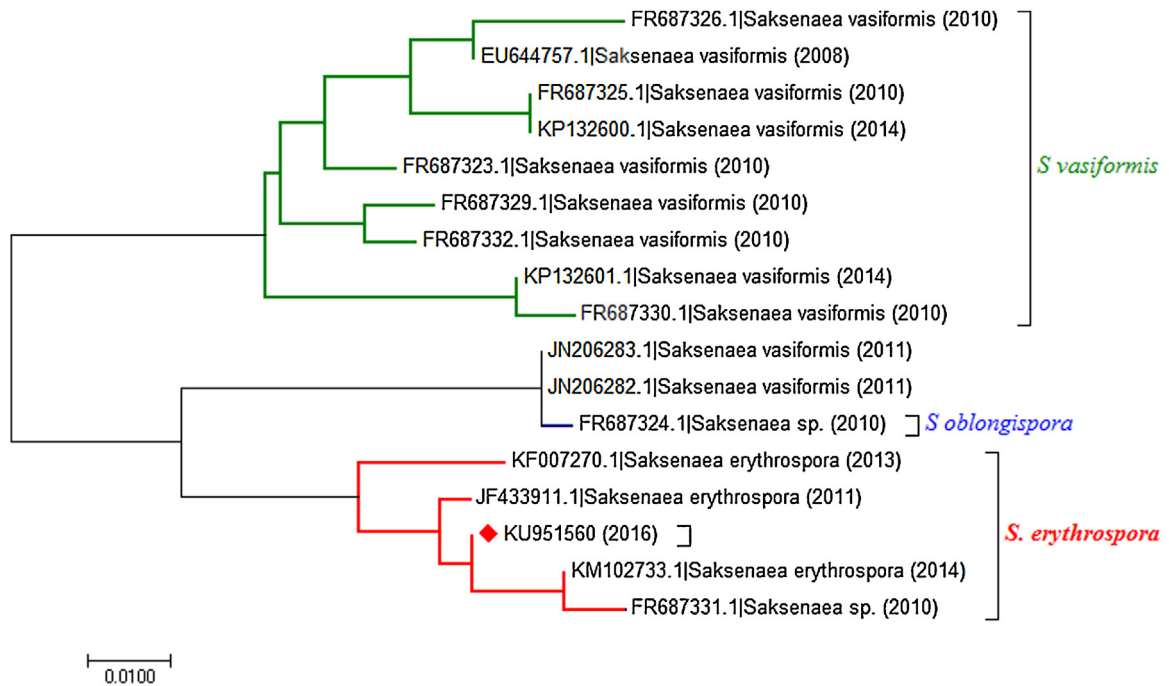 FR687326.1|Saksenaea vasiformis (2010)
EU644757.1|Saksenaea vasiformis (2008)
FR687325.1|Saksenaea vasiformis (2010)
KP132600.1|Saksenaea vasiformis (2014)
FR687323.1|Saksenaea vasiformis (2010)
S vasiformis
FR687329.1|Saksenaea vasiformis (2010)
FR687332.1|Saksenaea vasiformis (2010)
KP132601.1|Saksenaea vasiformis (2014)
FR687330.1|Saksenaea vasiformis (2010)
JN206283.1|Saksenaea vasiformis (2011)
JN206282.1|Saksenaea vasiformis (2011)
FR687324.1|Saksenaea sp. (2010)
S oblongispora
KF007270.1|Saksenaea erythrospora (2013)
JF433911.1|Saksenaea erythrospora (2011)
KU951560 (2016)
S. erythrospora
KM102733.1|Saksenaea erythrospora (2014)
FR687331.1|Saksenaea sp. (2010)
0.0100